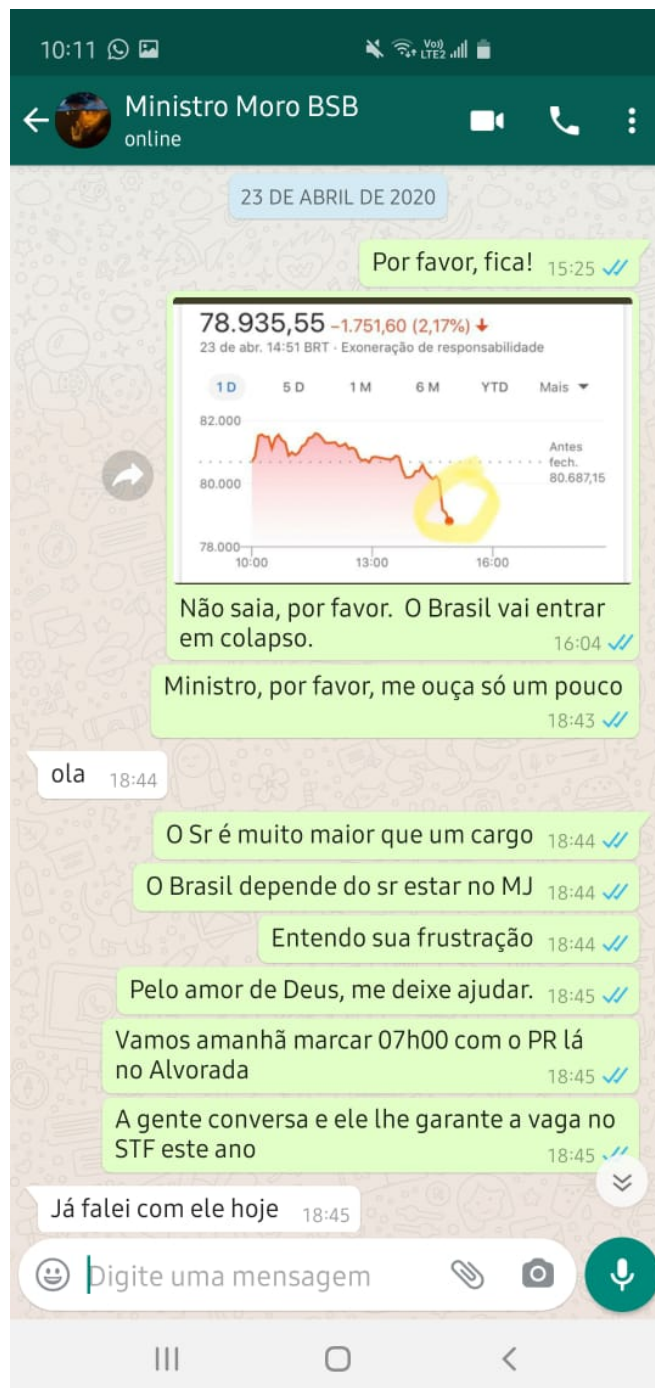 10:11
Vo))
LTE2
Ministro Moro BSB
online
23 DE ABRIL DE 2020
Por favor, fica! 15:25
78.935,55 -1.751,60 (2,17%)
23 de abr. 14:51 BRT · Exoneração de responsabilidade
1 D 5 D 1 M 6 M YTD Mais
82.000
Antes
fech.
80.687,15
80.000
78.000
10:00 13:00 16:00
Não saia, por favor. O Brasil vai entrar
em colapso. 16:04
Ministro, por favor, me ouça só um pouco
18:43
ola 18:44
O Sr é muito maior que um cargo 18:44
O Brasil depende do sr estar no MJ 18:44
Entendo sua frustração 18:44
Pelo amor de Deus, me deixe ajudar. 18:45
Vamos amanhã marcar 07h00 com o PR lá
no Alvorada 18:45
A gente conversa e ele lhe garante a vaga no
STF este ano 18:45
Já falei com ele hoje 18:45
Digite uma mensagem